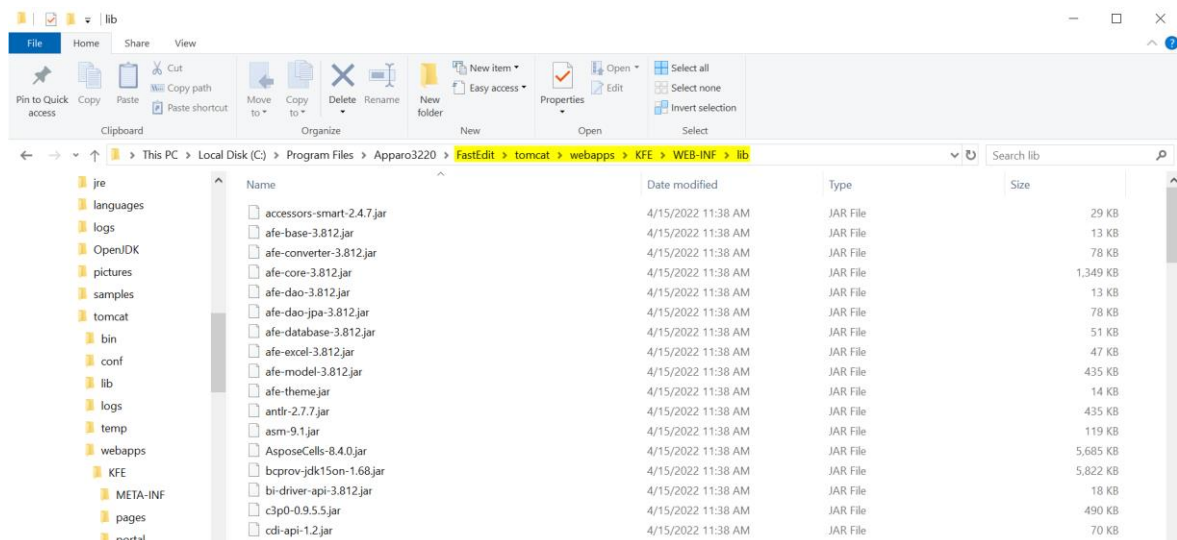 lib
File Home Share View
Pin to Quick access
Copy
Paste
Cut
Copy path
Paste shortcut
Clipboard
Move to
Copy to
Delete
Rename
Organize
New folder
New item
Easy access
New
Properties
Open
Edit
Open
Select all
Select none
Invert selection
Select
This PC > Local Disk (C:) > Program Files > Apparo3220 > FastEdit > tomcat > webapps > KFE > WEB-INF > lib
Search lib
jre
languages
logs
OpenJDK
pictures
samples
tomcat
bin
conf
lib
logs
temp
webapps
KFE
META-INF
pages
portal
Name Date modified Type Size
accessors-smart-2.4.7.jar 4/15/2022 11:38 AM JAR File 29 KB
afe-base-3.812.jar 4/15/2022 11:38 AM JAR File 13 KB
afe-converter-3.812.jar 4/15/2022 11:38 AM JAR File 78 KB
afe-core-3.812.jar 4/15/2022 11:38 AM JAR File 1,349 KB
afe-dao-3.812.jar 4/15/2022 11:38 AM JAR File 13 KB
afe-dao-jpa-3.812.jar 4/15/2022 11:38 AM JAR File 78 KB
afe-database-3.812.jar 4/15/2022 11:38 AM JAR File 51 KB
afe-excel-3.812.jar 4/15/2022 11:38 AM JAR File 47 KB
afe-model-3.812.jar 4/15/2022 11:38 AM JAR File 435 KB
afe-theme.jar 4/15/2022 11:38 AM JAR File 14 KB
antlr-2.7.7.jar 4/15/2022 11:38 AM JAR File 435 KB
asm-9.1.jar 4/15/2022 11:38 AM JAR File 119 KB
AsposeCells-8.4.0.jar 4/15/2022 11:38 AM JAR File 5,685 KB
bcprov-jdk15on-1.68.jar 4/15/2022 11:38 AM JAR File 5,822 KB
bi-driver-api-3.812.jar 4/15/2022 11:38 AM JAR File 18 KB
c3p0-0.9.5.5.jar 4/15/2022 11:38 AM JAR File 490 KB
cdi-api-1.2.jar 4/15/2022 11:38 AM JAR File 70 KB